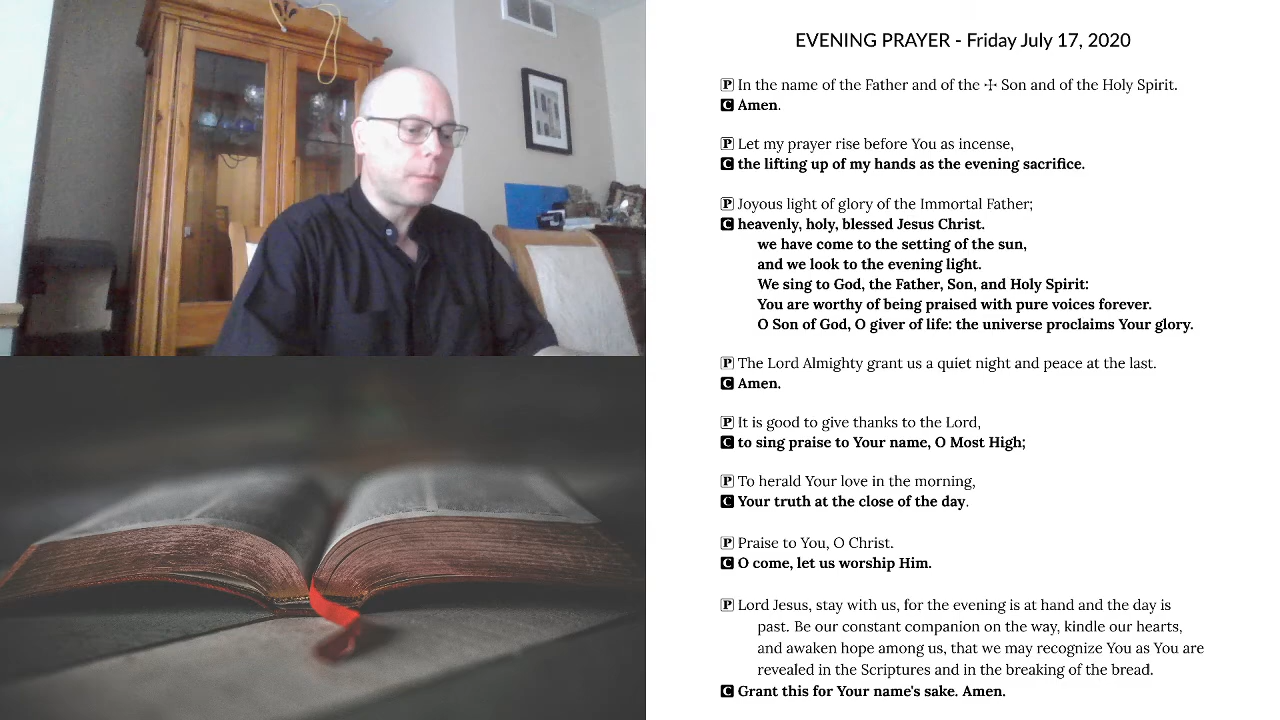 EVENING PRAYER - Friday July 17, 2020
P In the name of the Father and of the ☩ Son and of the Holy Spirit.
C Amen.
P Let my prayer rise before You as incense,
C the lifting up of my hands as the evening sacrifice.
P Joyous light of glory of the Immortal Father;
C heavenly, holy, blessed Jesus Christ.
we have come to the setting of the sun,
and we look to the evening light.
We sing to God, the Father, Son, and Holy Spirit:
You are worthy of being praised with pure voices forever.
O Son of God, O giver of life: the universe proclaims Your glory.
P The Lord Almighty grant us a quiet night and peace at the last.
C Amen.
P It is good to give thanks to the Lord,
C to sing praise to Your name, O Most High;
P To herald Your love in the morning,
C Your truth at the close of the day.
P Praise to You, O Christ.
C O come, let us worship Him.
P Lord Jesus, stay with us, for the evening is at hand and the day is
past. Be our constant companion on the way, kindle our hearts,
and awaken hope among us, that we may recognize You as You are
revealed in the Scriptures and in the breaking of the bread.
C Grant this for Your name's sake. Amen.